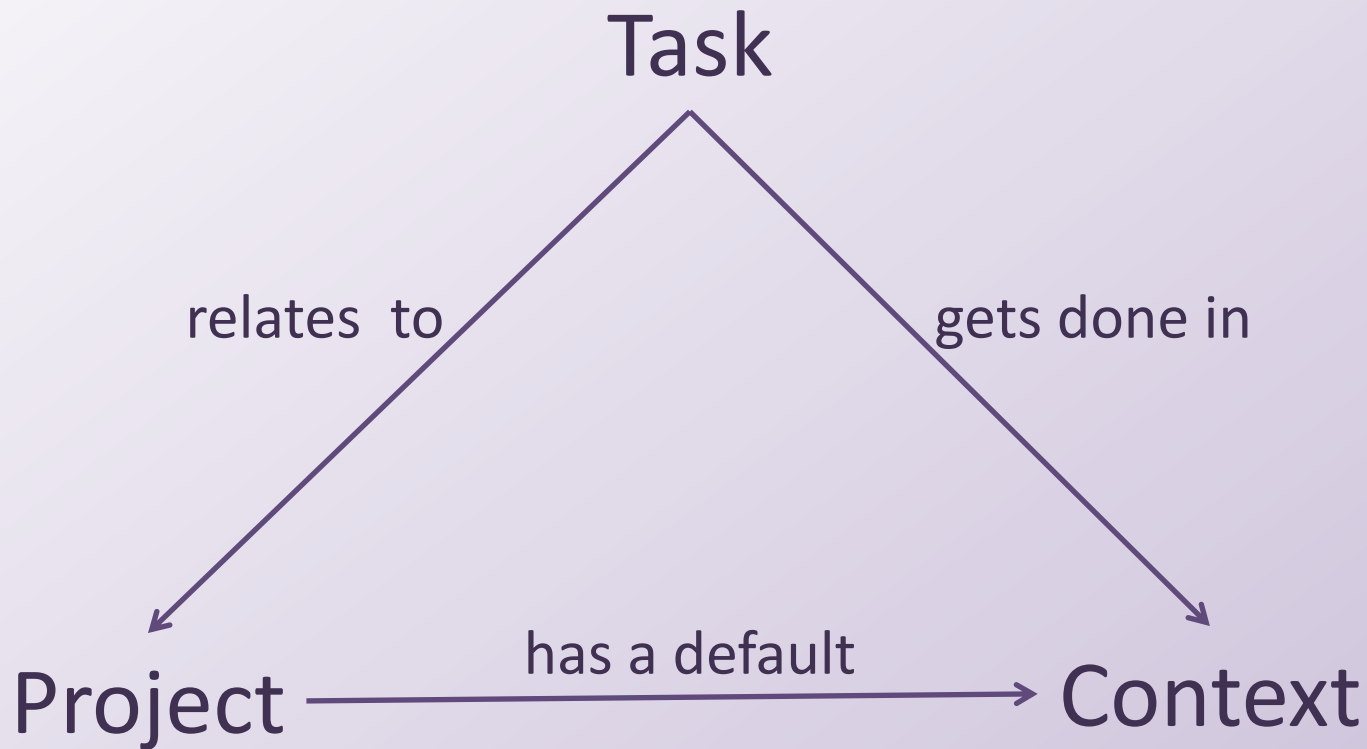 Task
relates to
gets done in
has a default
Project
Context